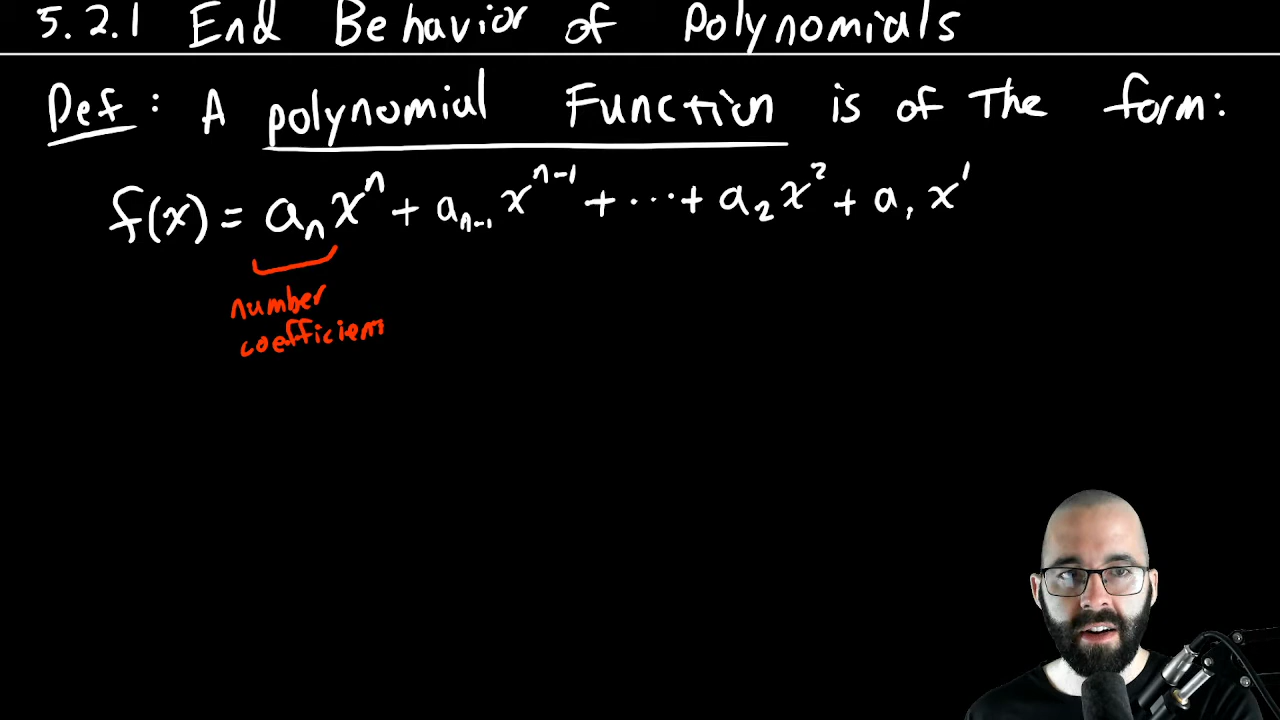 5.2.1 End Behavior of Polynomials
Def: A polynomial Function is of The form:
f(x) = aₙxⁿ + aₙ₋₁xⁿ⁻¹ + ... + a₂x² + a₁x¹
number
coefficient